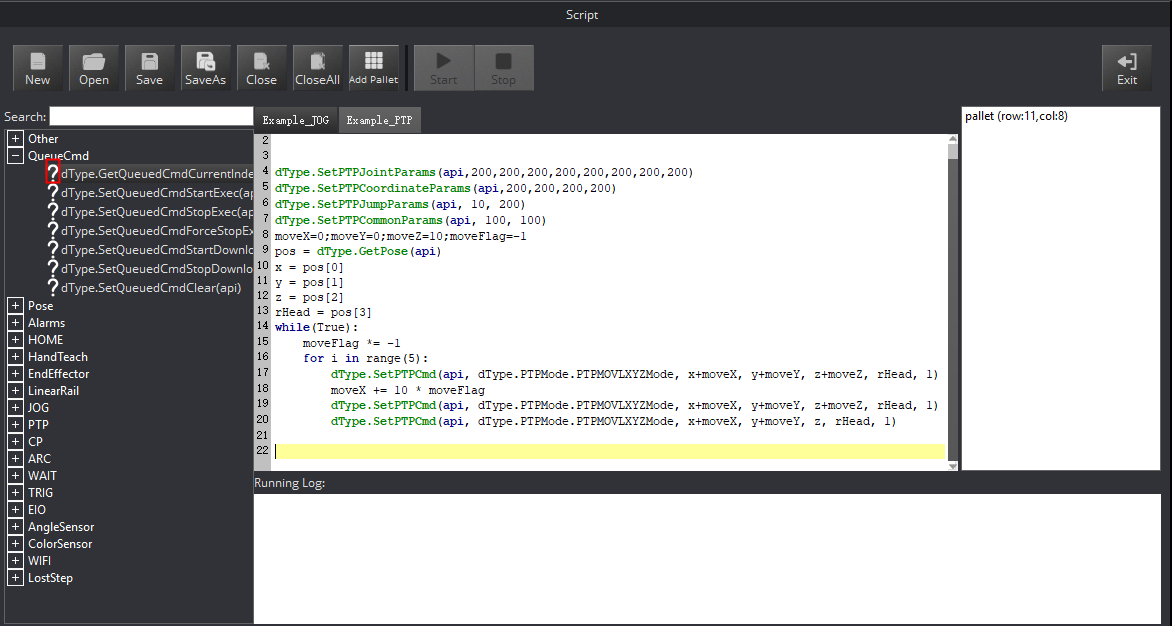 Script
New Open Save SaveAs Close CloseAll Add Pallet Start Stop Exit
Search:
Other
QueueCmd
dType.GetQueuedCmdCurrentInde
dType.SetQueuedCmdStartExec(ap
dType.SetQueuedCmdStopExec(ap
dType.SetQueuedCmdForceStopEx
dType.SetQueuedCmdStartDownlo
dType.SetQueuedCmdStopDownlo
dType.SetQueuedCmdClear(api)
Pose
Alarms
HOME
HandTeach
EndEffector
LinearRail
JOG
PTP
CP
ARC
WAIT
TRIG
EIO
AngleSensor
ColorSensor
WIFI
LostStep
Example_JOG Example_PTP
2
3
4 dType.SetPTPJointParams(api,200,200,200,200,200,200,200,200)
5 dType.SetPTPCoordinateParams(api,200,200,200,200)
6 dType.SetPTPJumpParams(api, 10, 200)
7 dType.SetPTPCommonParams(api, 100, 100)
8 moveX=0;moveY=0;moveZ=10;moveFlag=-1
9 pos = dType.GetPose(api)
10 x = pos[0]
11 y = pos[1]
12 z = pos[2]
13 rHead = pos[3]
14 while(True):
15 moveFlag *= -1
16 for i in range(5):
17 dType.SetPTPCmd(api, dType.PTPMode.PTPMOVLXYZMode, x+moveX, y+moveY, z+moveZ, rHead, 1)
18 moveX += 10 * moveFlag
19 dType.SetPTPCmd(api, dType.PTPMode.PTPMOVLXYZMode, x+moveX, y+moveY, z+moveZ, rHead, 1)
20 dType.SetPTPCmd(api, dType.PTPMode.PTPMOVLXYZMode, x+moveX, y+moveY, z, rHead, 1)
21
22
pallet (row:11,col:8)
Running Log: